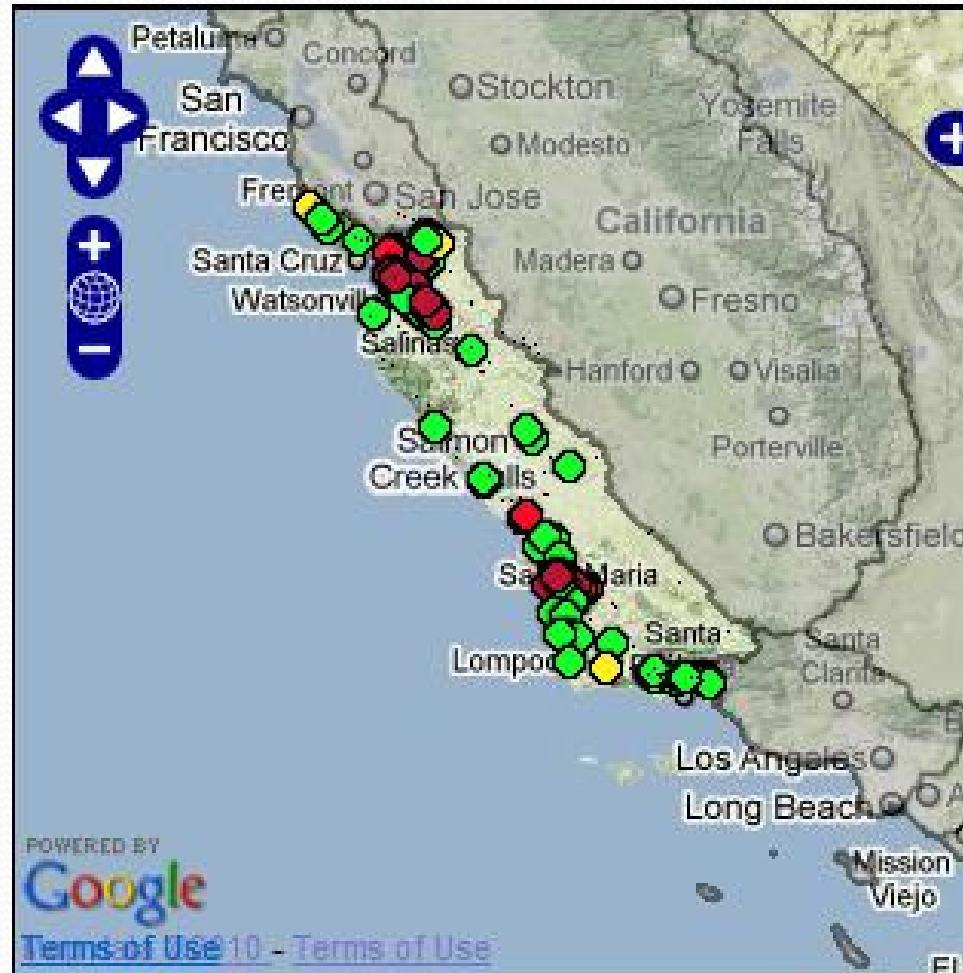 Petaluma
Concord
San
Francisco
Stockton
Yosemite
Falls
Modesto
Fremont
San Jose
California
Santa Cruz
Madera
Watsonvill
Fresno
Salinas
Hanford
Visalia
Porterville
Salmon
Creek Falls
Bakersfield
Maria
Santa
Santa
Clarita
Lompoc
Los Angeles
Long Beach
Mission
Viejo
POWERED BY
Google
Terms of Use 10 - Terms of Use